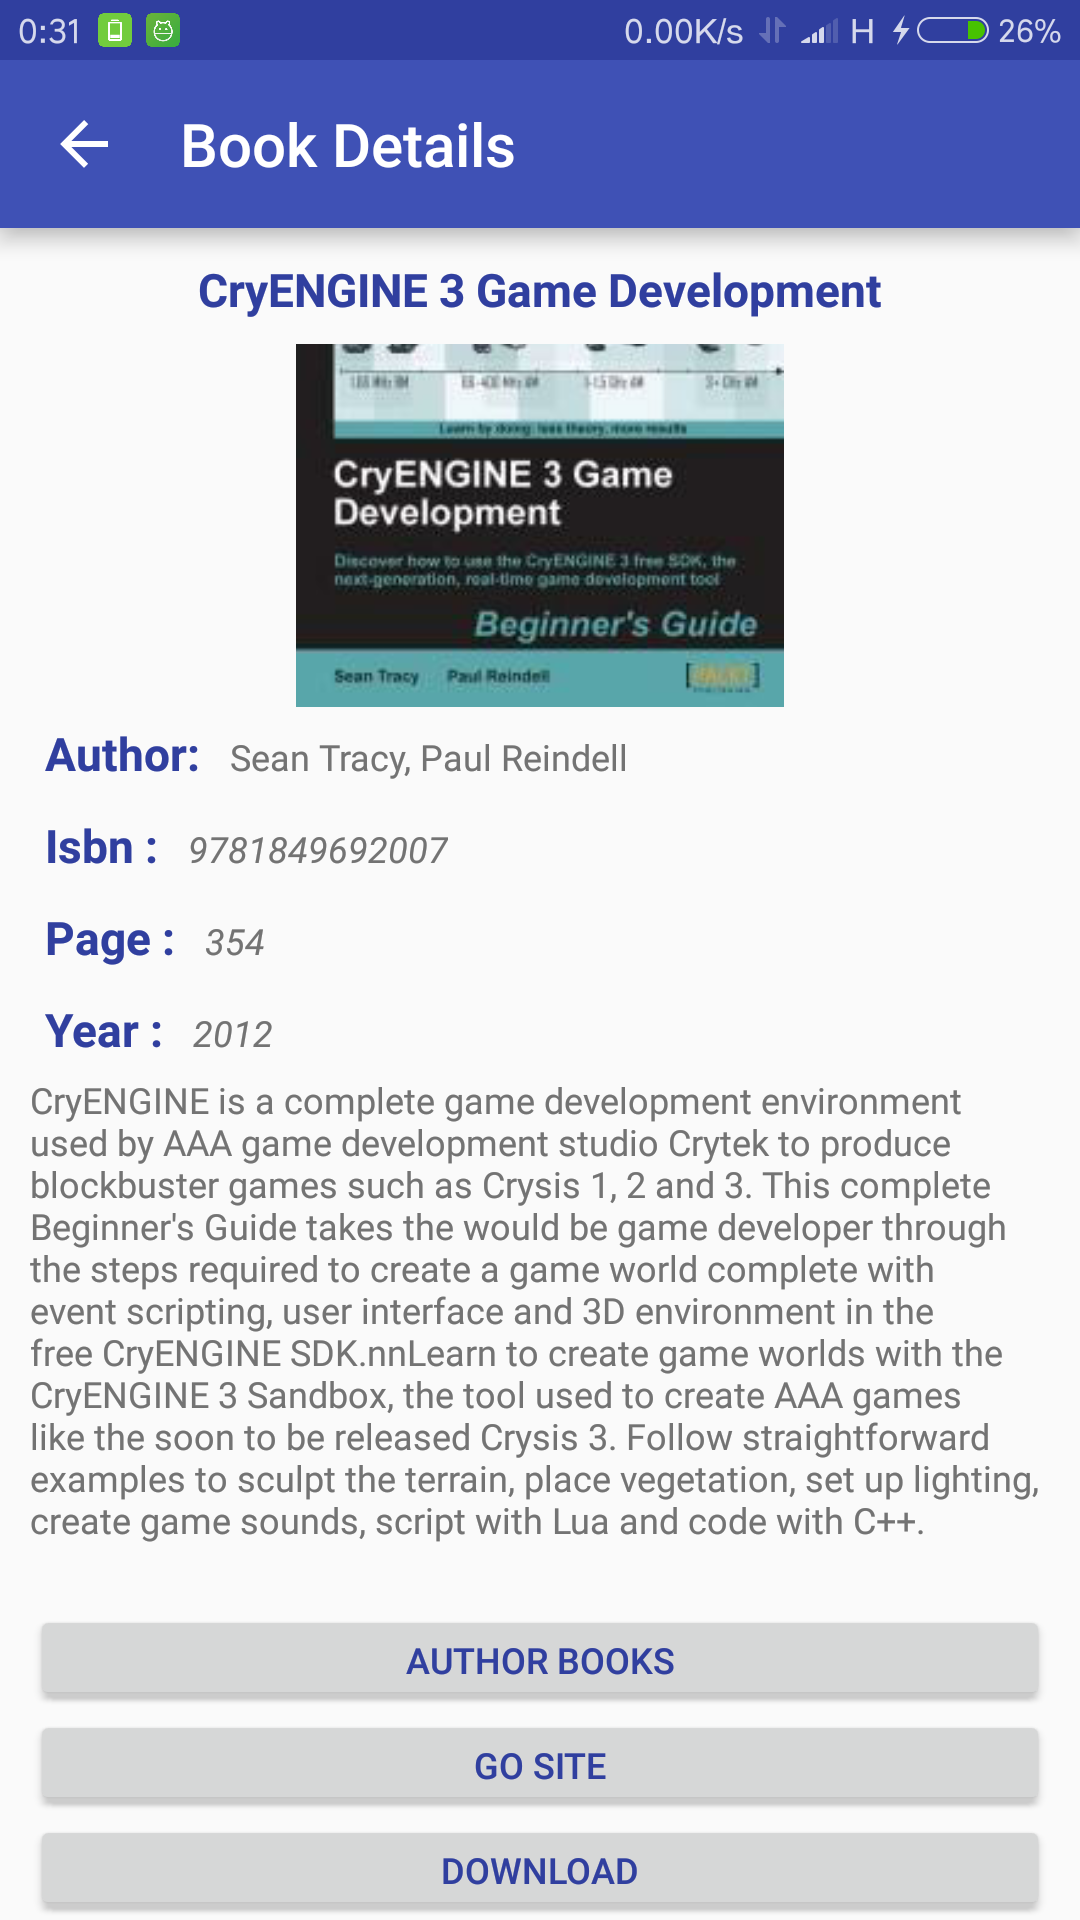 0:31 0.00K/s H 26%
Book Details
CryENGINE 3 Game Development
Learn by doing: less theory, more results
CryENGINE 3 Game
Development
Discover how to use the CryENGINE 3 free SDK, the
next-generation, real-time game development tool
Beginner's Guide
Sean Tracy Paul Reindell
Author: Sean Tracy, Paul Reindell
Isbn : 9781849692007
Page : 354
Year : 2012
CryENGINE is a complete game development environment
used by AAA game development studio Crytek to produce
blockbuster games such as Crysis 1, 2 and 3. This complete
Beginner's Guide takes the would be game developer through
the steps required to create a game world complete with
event scripting, user interface and 3D environment in the
free CryENGINE SDK.nnLearn to create game worlds with the
CryENGINE 3 Sandbox, the tool used to create AAA games
like the soon to be released Crysis 3. Follow straightforward
examples to sculpt the terrain, place vegetation, set up lighting,
create game sounds, script with Lua and code with C++.
AUTHOR BOOKS
GO SITE
DOWNLOAD